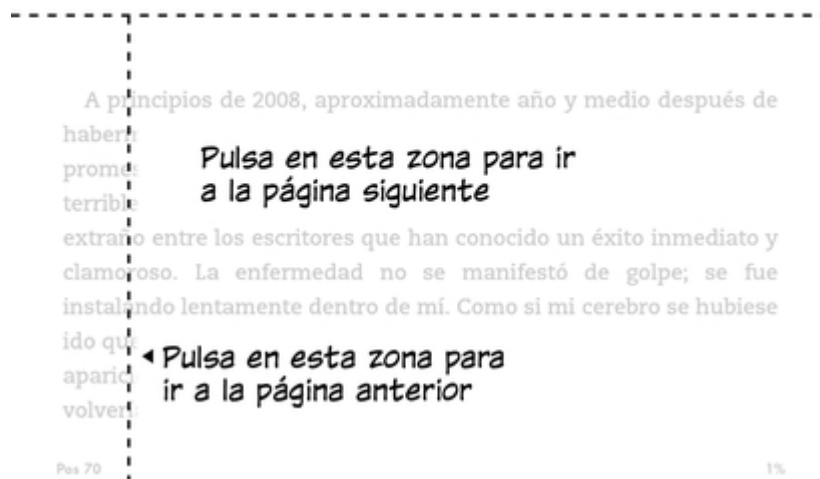 A principios de 2008, aproximadamente año y medio después de
Pulsa en esta zona para ir
a la página siguiente
extraño entre los escritores que han conocido un éxito inmediato y
clamoroso. La enfermedad no se manifestó de golpe; se fue
instalando lentamente dentro de mí. Como si mi cerebro se hubiese
ido
Pulsa en esta zona para
ir a la página anterior
Pos 70
1%